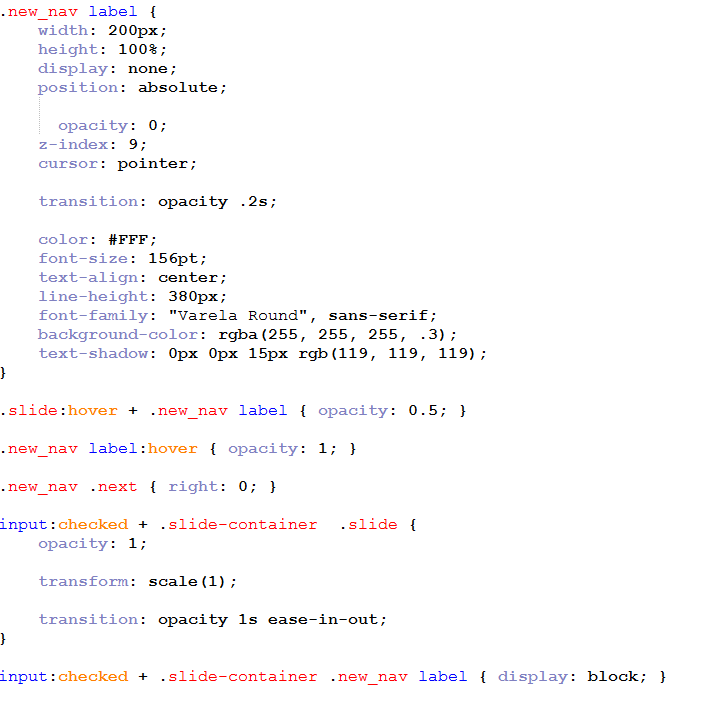 .new_nav label {
    width: 200px;
    height: 100%;
    display: none;
    position: absolute;

      opacity: 0;
    z-index: 9;
    cursor: pointer;

    transition: opacity .2s;

    color: #FFF;
    font-size: 156pt;
    text-align: center;
    line-height: 380px;
    font-family: "Varela Round", sans-serif;
    background-color: rgba(255, 255, 255, .3);
    text-shadow: 0px 0px 15px rgb(119, 119, 119);
}

.slide:hover + .new_nav label { opacity: 0.5; }

.new_nav label:hover { opacity: 1; }

.new_nav .next { right: 0; }

input:checked + .slide-container  .slide {
    opacity: 1;

    transform: scale(1);

    transition: opacity 1s ease-in-out;
}

input:checked + .slide-container .new_nav label { display: block; }